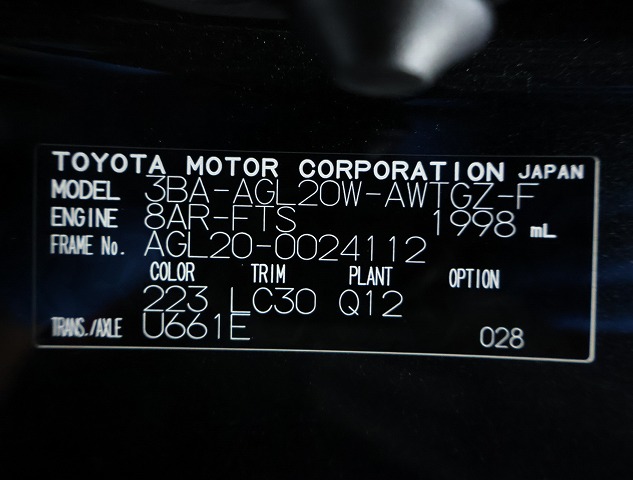 TOYOTA MOTOR CORPORATION JAPAN
MODEL 3BA-AGL20W-AWTGZ-F
ENGINE 8AR-FTS 1998 mL
FRAME No. AGL20-0024112
COLOR TRIM PLANT OPTION
223 LC30 Q12
TRANS./AXLE U661E 028